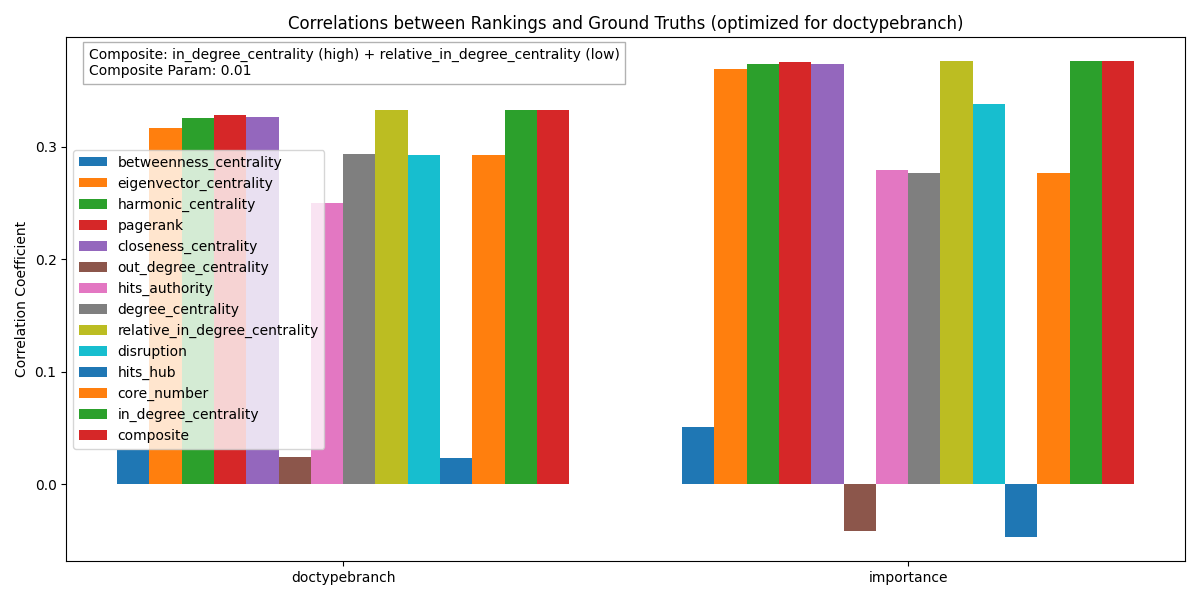 Correlations between Rankings and Ground Truths (optimized for doctypebranch)
Composite: in_degree_centrality (high) + relative_in_degree_centrality (low)
Composite Param: 0.01
Correlation Coefficient
0.3
0.2
0.1
0.0
betweenness_centrality
eigenvector_centrality
harmonic_centrality
pagerank
closeness_centrality
out_degree_centrality
hits_authority
degree_centrality
relative_in_degree_centrality
disruption
hits_hub
core_number
in_degree_centrality
composite
doctypebranch
importance